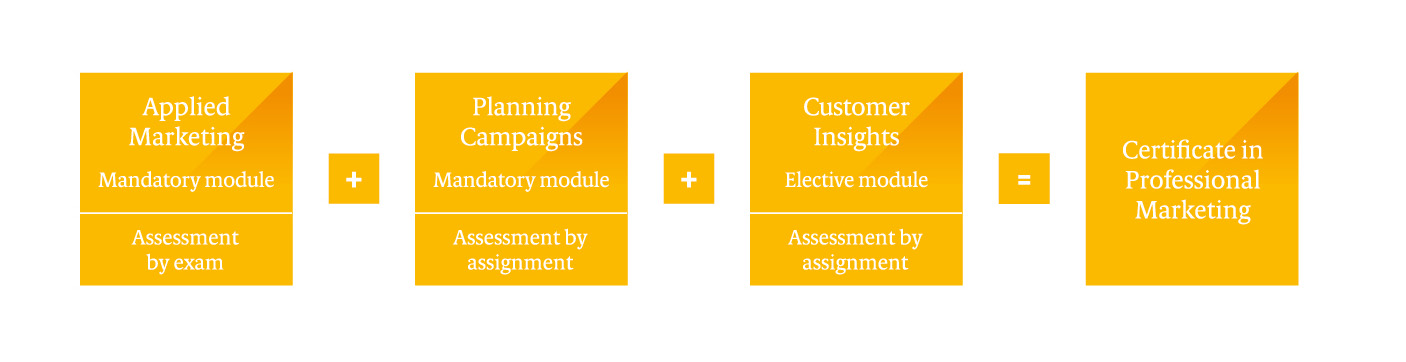 Applied
Marketing
Mandatory module
Assessment
by exam
+
Planning
Campaigns
Mandatory module
Assessment by
assignment
+
Customer
Insights
Elective module
Assessment by
assignment
=
Certificate in
Professional
Marketing